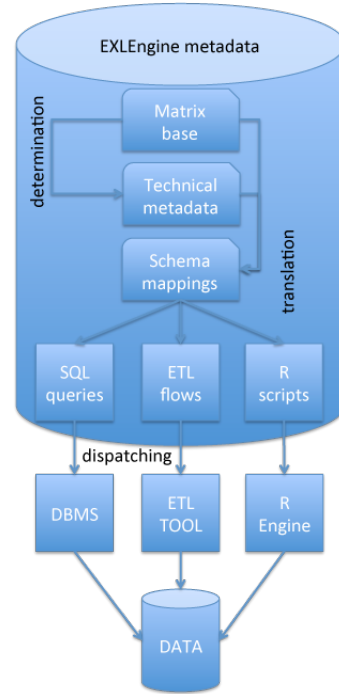 EXLEngine metadata
Matrix
base
determination
Technical
metadata
Schema
mappings
translation
SQL
queries
ETL
flows
R
scripts
dispatching
DBMS
ETL
TOOL
R
Engine
DATA